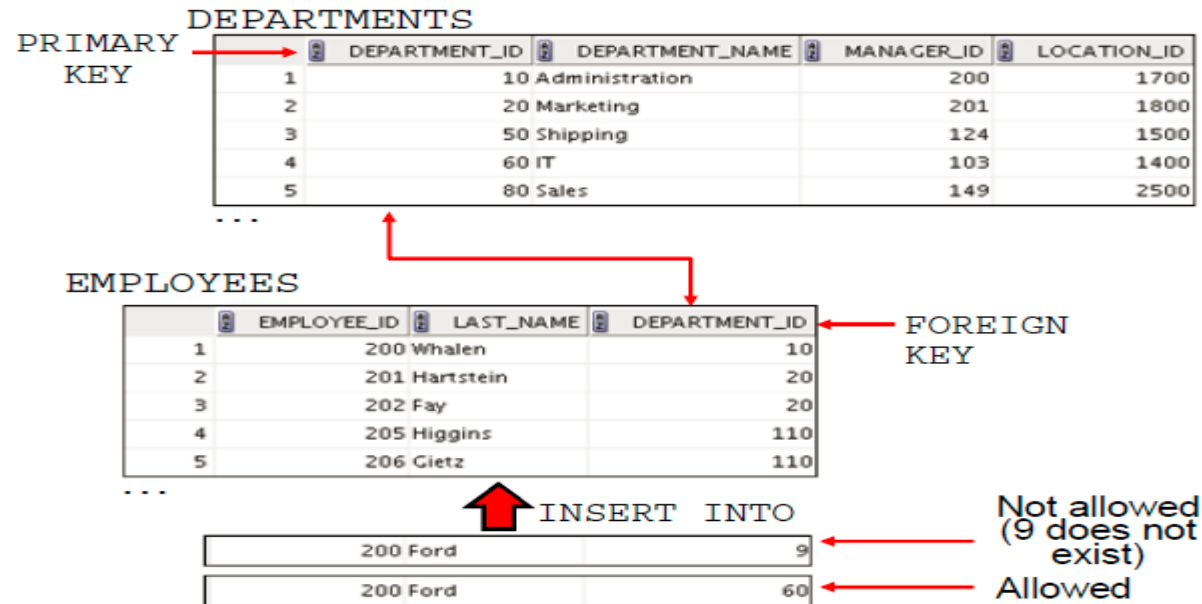 DEPARTMENTS
PRIMARY KEY
DEPARTMENT_ID DEPARTMENT_NAME MANAGER_ID LOCATION_ID
1 10 Administration 200 1700
2 20 Marketing 201 1800
3 50 Shipping 124 1500
4 60 IT 103 1400
5 80 Sales 149 2500
...
EMPLOYEES
EMPLOYEE_ID LAST_NAME DEPARTMENT_ID
FOREIGN KEY
1 200 Whalen 10
2 201 Hartstein 20
3 202 Fay 20
4 205 Higgins 110
5 206 Gietz 110
...
INSERT INTO
Not allowed
(9 does not
exist)
200 Ford 9
200 Ford 60
Allowed